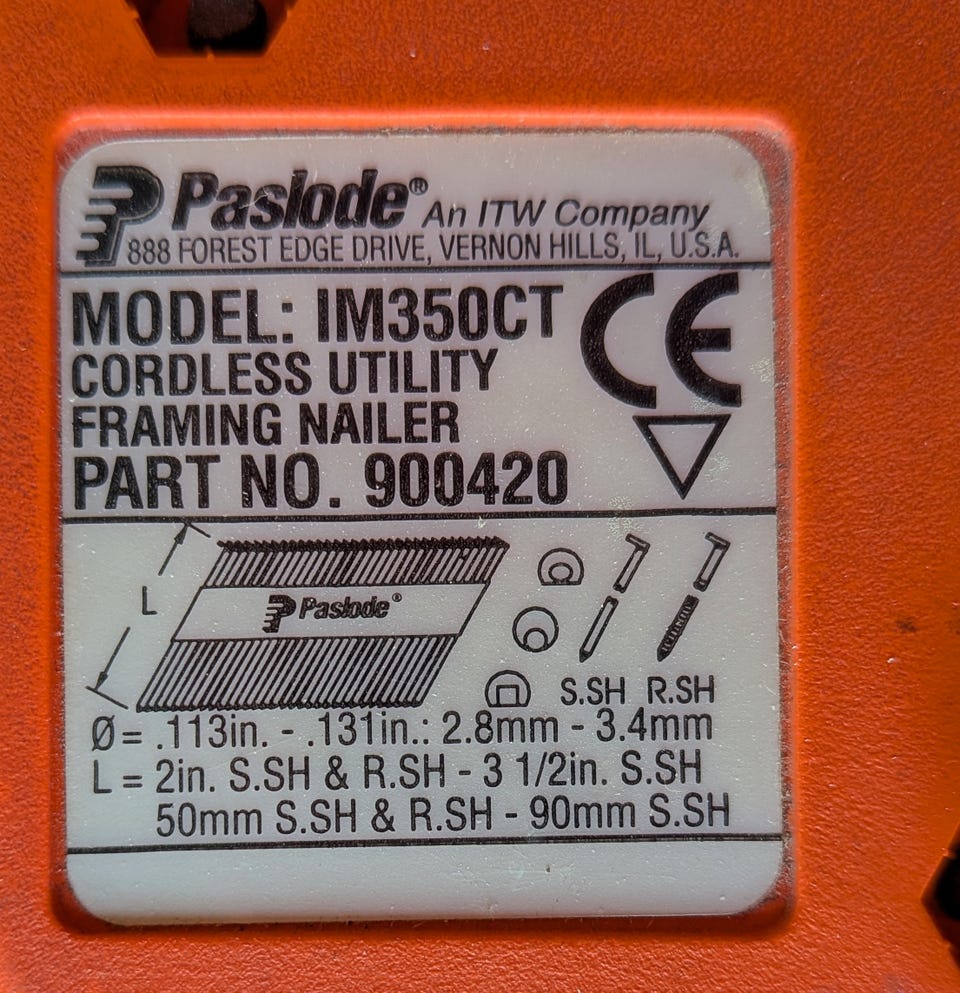 Paslode® An ITW Company
888 FOREST EDGE DRIVE, VERNON HILLS, IL, U.S.A.
MODEL: IM350CT
CORDLESS UTILITY
FRAMING NAILER
PART NO. 900420
CE
L
Paslode®
S.SH R.SH
Ø = .113in. - .131in.: 2.8mm - 3.4mm
L = 2in. S.SH & R.SH - 3 1/2in. S.SH
50mm S.SH & R.SH - 90mm S.SH